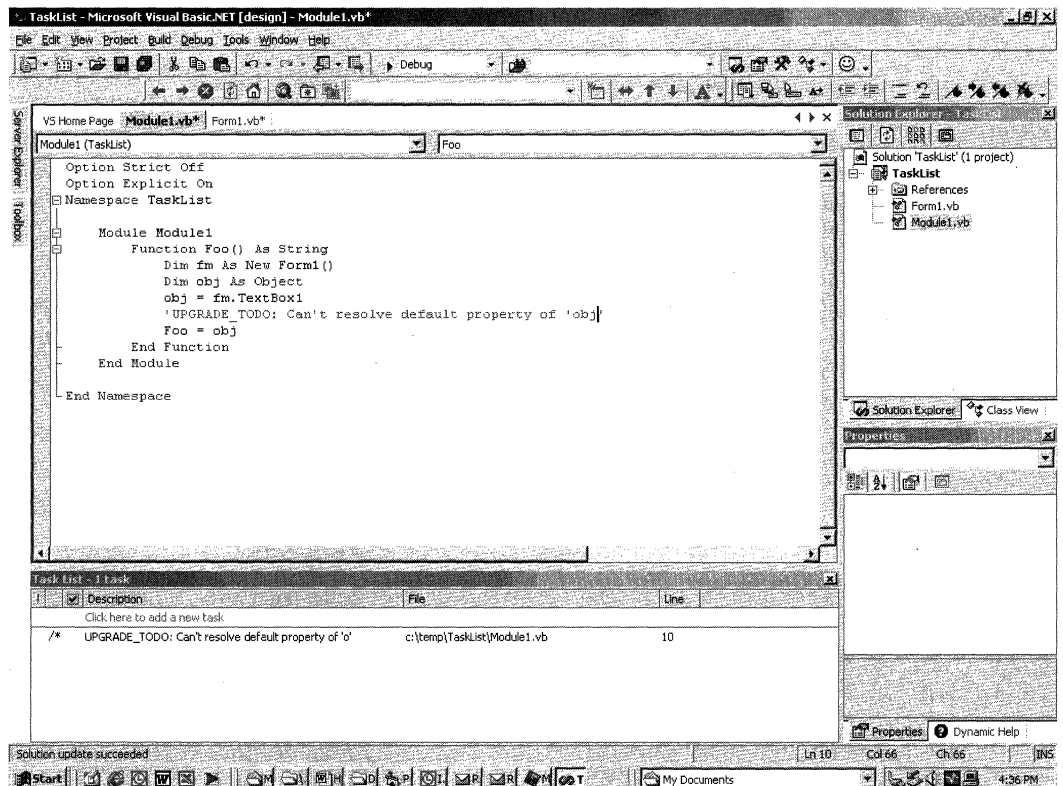 TaskList - Microsoft Visual Basic.NET [design] - Module1.vb*
File Edit View Project Build Debug Tools Window Help
Debug
Server Explorer
Toolbox
VS Home Page Module1.vb* Form1.vb*
Module1 (TaskList) Foo
Option Strict Off
Option Explicit On
Namespace TaskList
Module Module1
Function Foo() As String
Dim fm As New Form1()
Dim obj As Object
obj = fm.TextBox1
'UPGRADE_TODO: Can't resolve default property of 'obj'
Foo = obj
End Function
End Module
End Namespace
Solution Explorer - TaskList
Solution 'TaskList' (1 project)
TaskList
References
Form1.vb
Module1.vb
Solution Explorer Class View
Properties
Task List - 1 task
! Description File Line
Click here to add a new task
/* UPGRADE_TODO: Can't resolve default property of 'o' c:\temp\TaskList\Module1.vb 10
Properties Dynamic Help
Solution update succeeded Ln 10 Col 66 Ch 66 INS
Start My Documents 4:36 PM